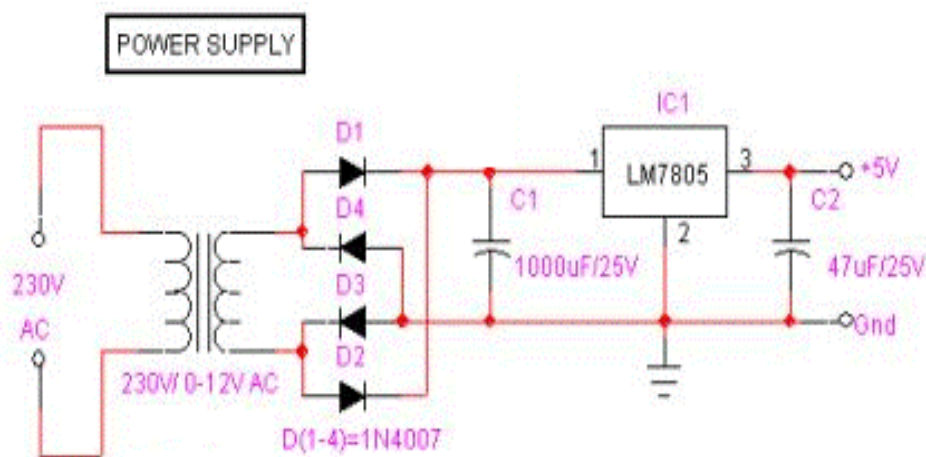 POWER SUPPLY
IC1
D1
1
LM7805
3
+5V
D4
C1
C2
2
230V
1000uF/25V
47uF/25V
D3
AC
Gnd
D2
230V/ 0-12V AC
D(1-4)=1N4007